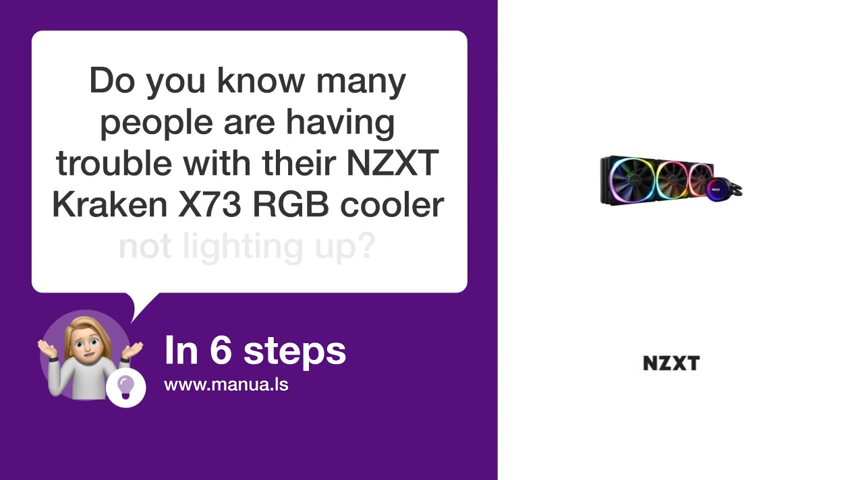 Do you know many
people are having
trouble with their NZXT
Kraken X73 RGB cooler
not lighting up?
In 6 steps
www.manua.ls
NZXT